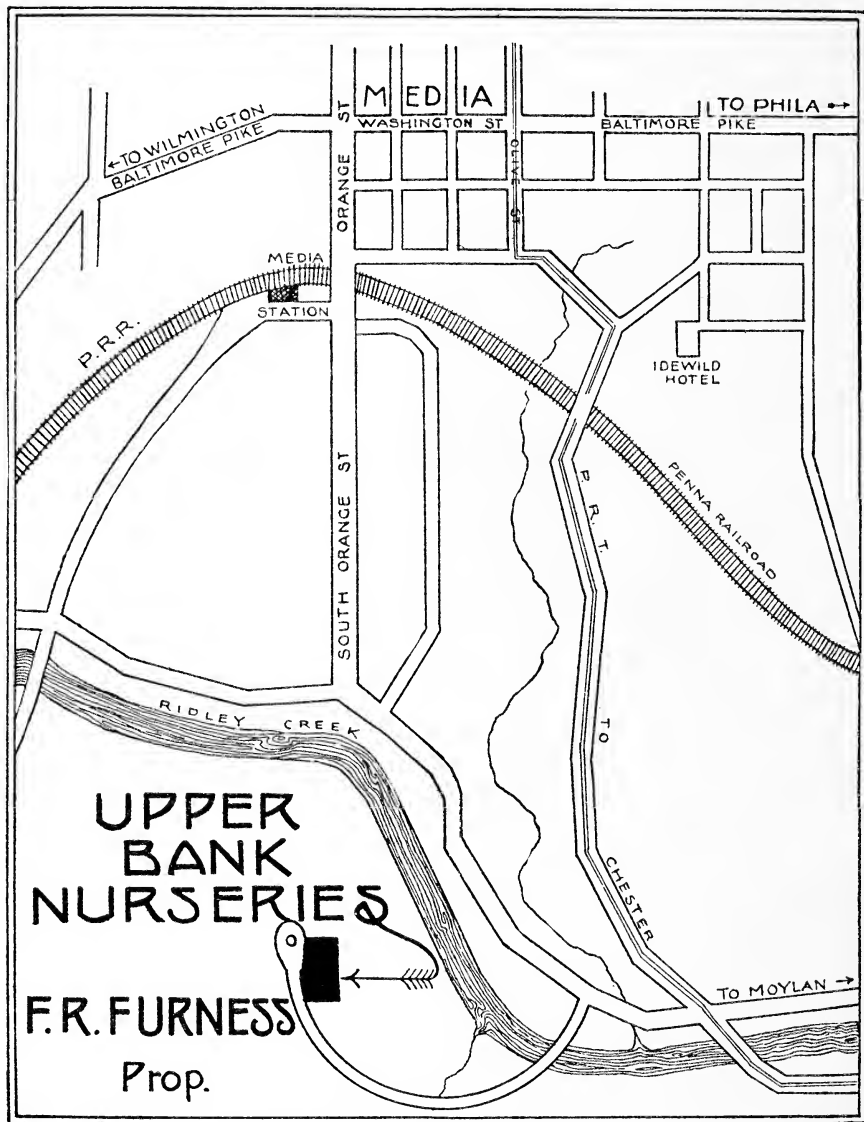 MEDIA
WASHINGTON ST
BALTIMORE PIKE
TO PHILA
←TO WILMINGTON
BALTIMORE PIKE
ORANGE ST
OLIVE ST
MEDIA
STATION
P.R.R.
IDEWILD
HOTEL
PENNA RAILROAD
P. R. T. TO CHESTER
SOUTH ORANGE ST
RIDLEY CREEK
UPPER
BANK
NURSERIES
F. R. FURNESS
Prop.
TO MOYLAN →